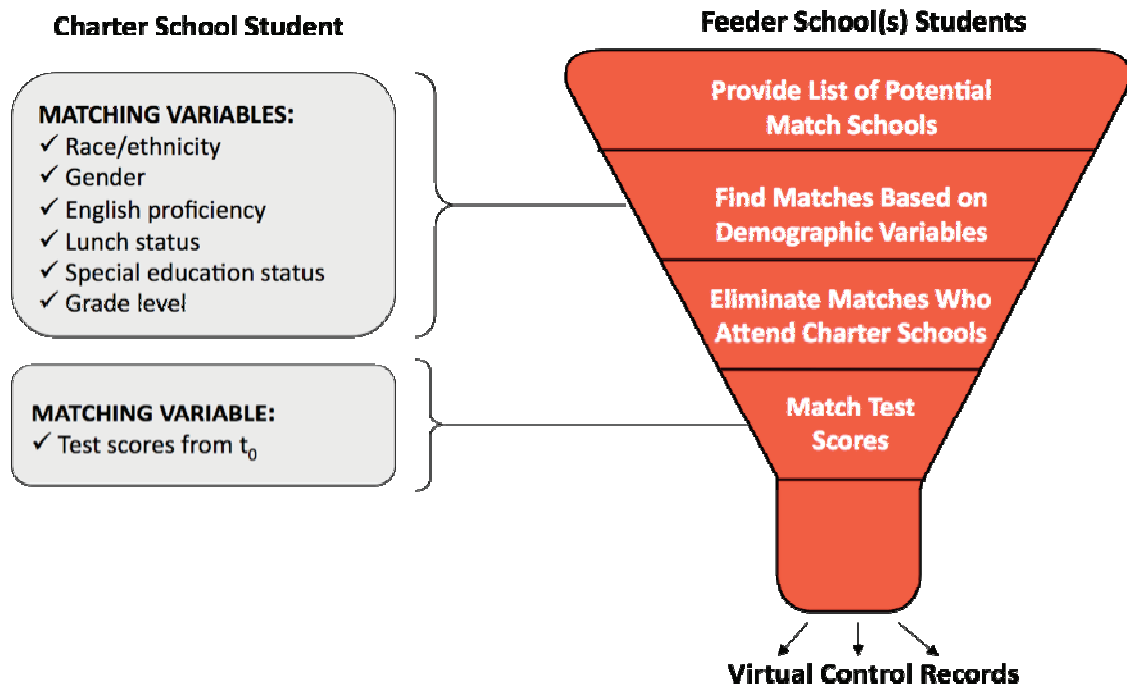 Charter School Student
MATCHING VARIABLES:
✓ Race/ethnicity
✓ Gender
✓ English proficiency
✓ Lunch status
✓ Special education status
✓ Grade level
MATCHING VARIABLE:
✓ Test scores from t₀
Feeder School(s) Students
Provide List of Potential
Match Schools
Find Matches Based on
Demographic Variables
Eliminate Matches Who
Attend Charter Schools
Match Test
Scores
Virtual Control Records